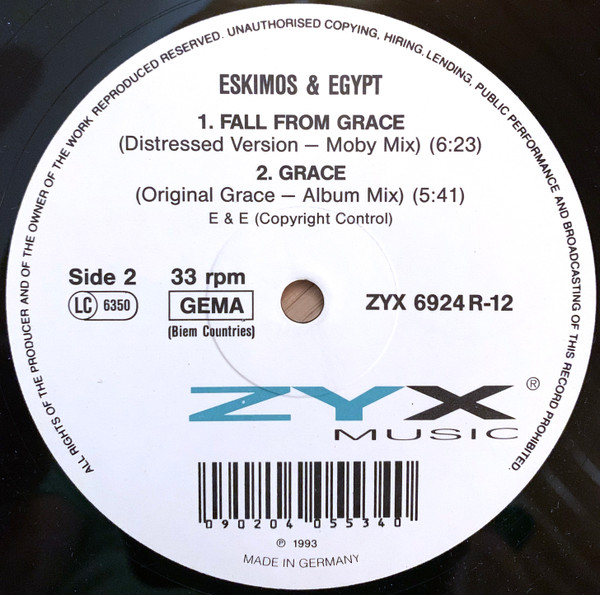 ALL RIGHTS OF THE PRODUCER AND OF THE OWNER OF THE WORK REPRODUCED RESERVED. UNAUTHORISED COPYING, HIRING, LENDING, PUBLIC PERFORMANCE AND BROADCASTING OF THIS RECORD PROHIBITED.
ESKIMOS & EGYPT
1. FALL FROM GRACE
(Distressed Version – Moby Mix) (6:23)
2. GRACE
(Original Grace – Album Mix) (5:41)
E & E (Copyright Control)
Side 2 33 rpm
LC 6350 GEMA ZYX 6924 R-12
(Biem Countries)
ZYX ®
MUSIC
090204 055340
℗ 1993
MADE IN GERMANY